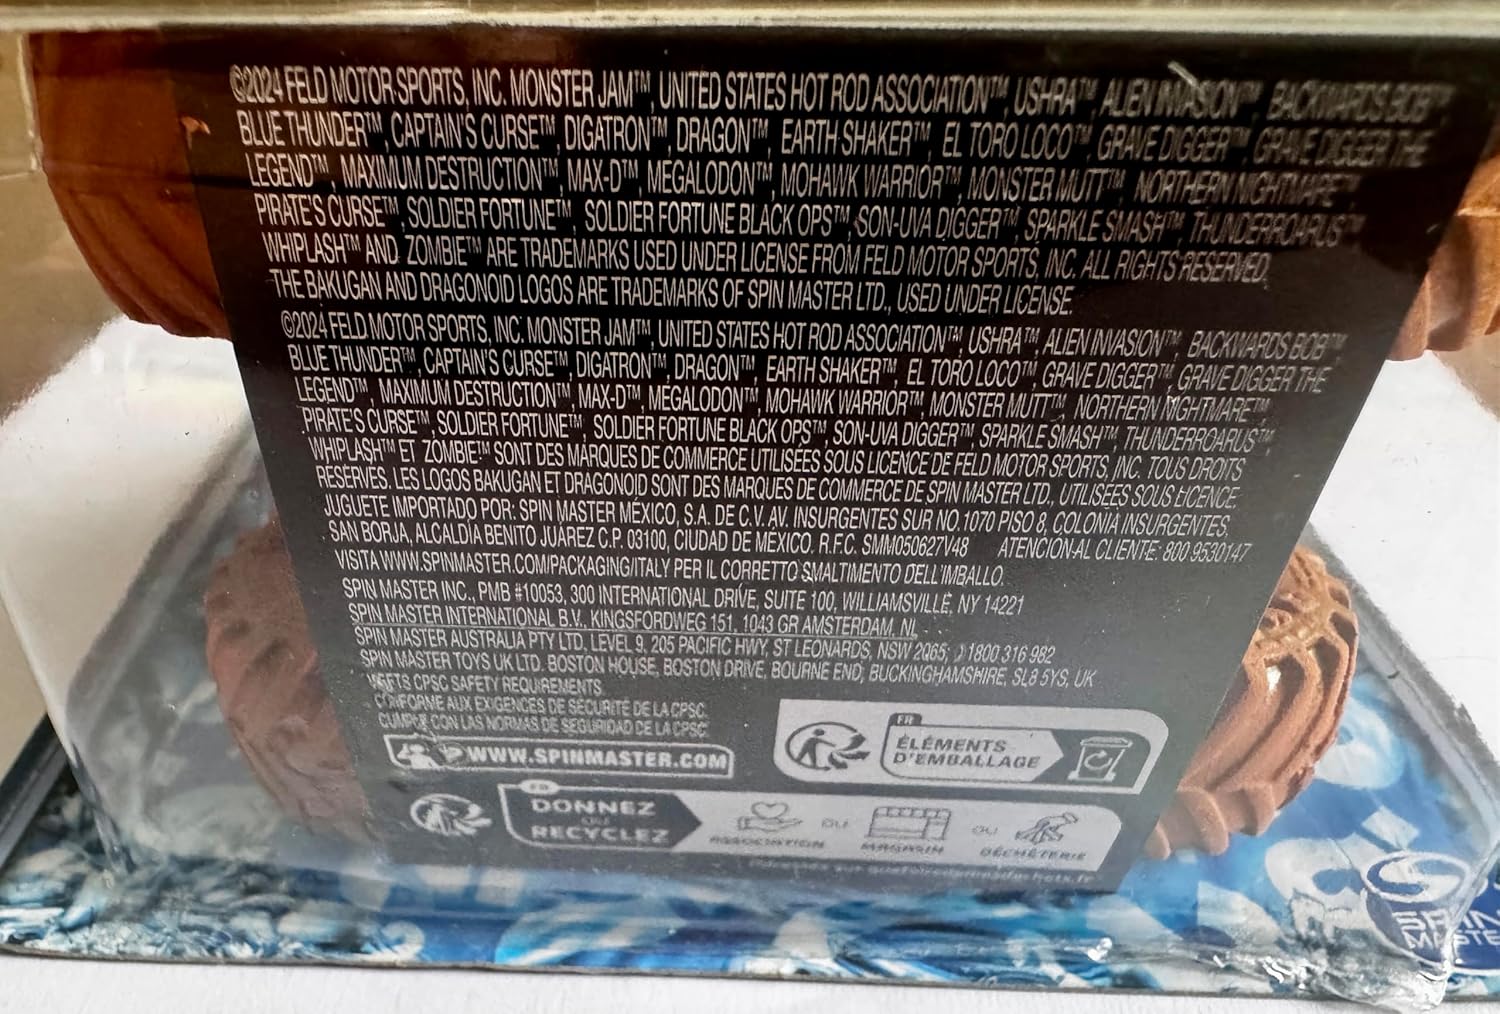 ©2024 FELD MOTOR SPORTS, INC. MONSTER JAM™, UNITED STATES HOT ROD ASSOCIATION™, USHRA™, ALIEN INVASION™, BACKWARDS BOB™,
BLUE THUNDER™, CAPTAIN'S CURSE™, DIGATRON™, DRAGON™, EARTH SHAKER™, EL TORO LOCO™, GRAVE DIGGER™, GRAVE DIGGER THE
LEGEND™, MAXIMUM DESTRUCTION™, MAX-D™, MEGALODON™, MOHAWK WARRIOR™, MONSTER MUTT™, NORTHERN NIGHTMARE™,
PIRATE'S CURSE™, SOLDIER FORTUNE™, SOLDIER FORTUNE BLACK OPS™, SON-UVA DIGGER™, SPARKLE SMASH™, THUNDERROARUS™,
WHIPLASH™ AND ZOMBIE™ ARE TRADEMARKS USED UNDER LICENSE FROM FELD MOTOR SPORTS, INC. ALL RIGHTS RESERVED.
THE BAKUGAN AND DRAGONOID LOGOS ARE TRADEMARKS OF SPIN MASTER LTD., USED UNDER LICENSE.
©2024 FELD MOTOR SPORTS, INC. MONSTER JAM™, UNITED STATES HOT ROD ASSOCIATION™, USHRA™, ALIEN INVASION™, BACKWARDS BOB™,
BLUE THUNDER™, CAPTAIN'S CURSE™, DIGATRON™, DRAGON™, EARTH SHAKER™, EL TORO LOCO™, GRAVE DIGGER™, GRAVE DIGGER THE
LEGEND™, MAXIMUM DESTRUCTION™, MAX-D™, MEGALODON™, MOHAWK WARRIOR™, MONSTER MUTT™, NORTHERN NIGHTMARE™,
PIRATE'S CURSE™, SOLDIER FORTUNE™, SOLDIER FORTUNE BLACK OPS™, SON-UVA DIGGER™, SPARKLE SMASH™, THUNDERROARUS™,
WHIPLASH™ ET ZOMBIE™ SONT DES MARQUES DE COMMERCE UTILISÉES SOUS LICENCE DE FELD MOTOR SPORTS, INC. TOUS DROITS
RÉSERVÉS. LES LOGOS BAKUGAN ET DRAGONOID SONT DES MARQUES DE COMMERCE DE SPIN MASTER LTD., UTILISÉES SOUS LICENCE.
JUGUETE IMPORTADO POR: SPIN MASTER MÉXICO, S.A. DE C.V. AV. INSURGENTES SUR NO. 1070 PISO 8, COLONIA INSURGENTES,
SAN BORJA, ALCALDÍA BENITO JUÁREZ C.P. 03100, CIUDAD DE MÉXICO. R.F.C. SMM050627V48 ATENCIÓN AL CLIENTE: 800 9530147
VISITA WWW.SPINMASTER.COM/PACKAGING/ITALY PER IL CORRETTO SMALTIMENTO DELL'IMBALLO.
SPIN MASTER INC., PMB #10053, 300 INTERNATIONAL DRIVE, SUITE 100, WILLIAMSVILLE, NY 14221
SPIN MASTER INTERNATIONAL B.V., KINGSFORDWEG 151, 1043 GR AMSTERDAM, NL
SPIN MASTER AUSTRALIA PTY LTD, LEVEL 9, 205 PACIFIC HWY, ST LEONARDS, NSW 2065; 1800 316 982
SPIN MASTER TOYS UK LTD. BOSTON HOUSE, BOSTON DRIVE, BOURNE END, BUCKINGHAMSHIRE, SL8 5YS, UK
MEETS CPSC SAFETY REQUIREMENTS.
CONFORME AUX EXIGENCES DE SÉCURITÉ DE LA CPSC.
CUMPLE CON LAS NORMAS DE SEGURIDAD DE LA CPSC.
WWW.SPINMASTER.COM
FR
ÉLÉMENTS
D'EMBALLAGE
FR
DONNEZ
OU
RECYCLEZ
ASSOCIATION
OU
MAGASIN
OU
DÉCHÈTERIE
SPIN
MASTE